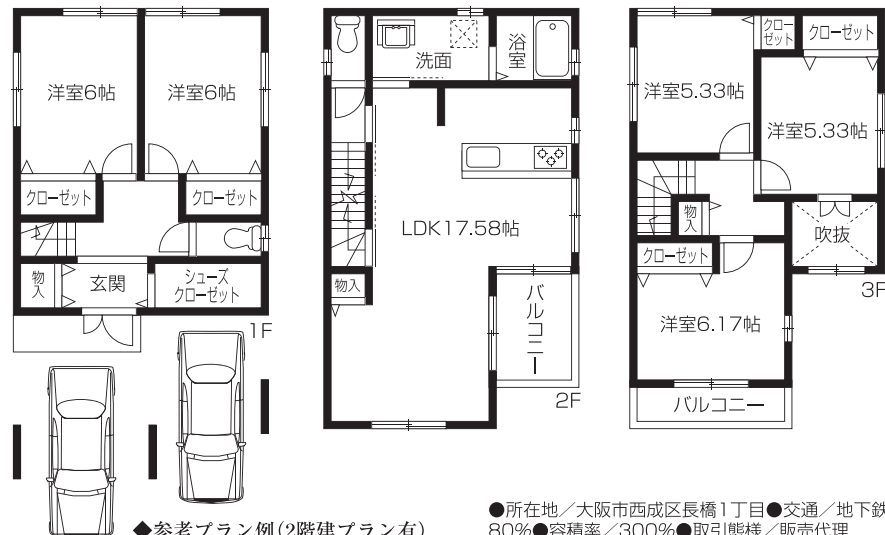 洋室6帖
洋室6帖
クローゼット
クローゼット
物入
玄関
シューズ
クローゼット
1F
洗面
浴室
LDK17.58帖
物入
バルコニー
2F
クローゼット
クローゼット
洋室5.33帖
洋室5.33帖
物入
吹抜
クローゼット
3F
洋室6.17帖
バルコニー
◆参考プラン例(2階建プラン有)
●所在地/大阪市西成区長橋1丁目●交通/地下鉄
80%●容積率/300%●取引態様/販売代理